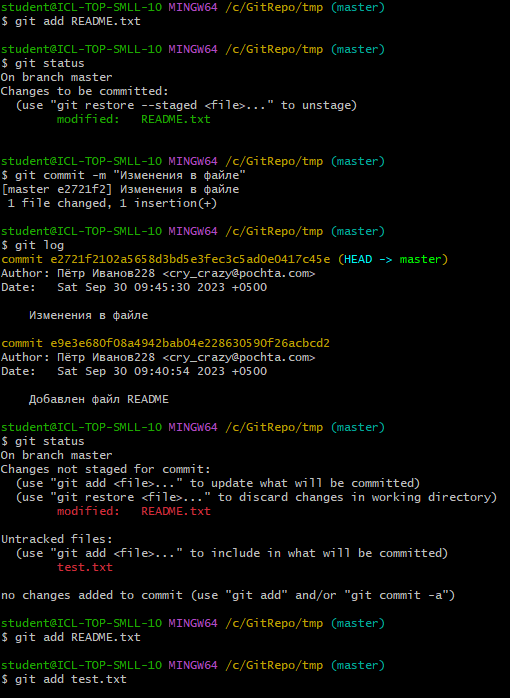 student@ICL-TOP-SMLL-10 MINGW64 /c/GitRepo/tmp (master)
$ git add README.txt
student@ICL-TOP-SMLL-10 MINGW64 /c/GitRepo/tmp (master)
$ git status
On branch master
Changes to be committed:
  (use "git restore --staged <file>..." to unstage)
        modified:   README.txt
student@ICL-TOP-SMLL-10 MINGW64 /c/GitRepo/tmp (master)
$ git commit -m "Изменения в файле"
[master e2721f2] Изменения в файле
 1 file changed, 1 insertion(+)
student@ICL-TOP-SMLL-10 MINGW64 /c/GitRepo/tmp (master)
$ git log
commit e2721f2102a5658d3bd5e3fec3c5ad0e0417c45e (HEAD -> master)
Author: Пётр Иванов228 <cry_crazy@pochta.com>
Date:   Sat Sep 30 09:45:30 2023 +0500
    Изменения в файле
commit e9e3e680f08a4942bab04e228630590f26acbcd2
Author: Пётр Иванов228 <cry_crazy@pochta.com>
Date:   Sat Sep 30 09:40:54 2023 +0500
    Добавлен файл README
student@ICL-TOP-SMLL-10 MINGW64 /c/GitRepo/tmp (master)
$ git status
On branch master
Changes not staged for commit:
  (use "git add <file>..." to update what will be committed)
  (use "git restore <file>..." to discard changes in working directory)
        modified:   README.txt
Untracked files:
  (use "git add <file>..." to include in what will be committed)
        test.txt
no changes added to commit (use "git add" and/or "git commit -a")
student@ICL-TOP-SMLL-10 MINGW64 /c/GitRepo/tmp (master)
$ git add README.txt
student@ICL-TOP-SMLL-10 MINGW64 /c/GitRepo/tmp (master)
$ git add test.txt